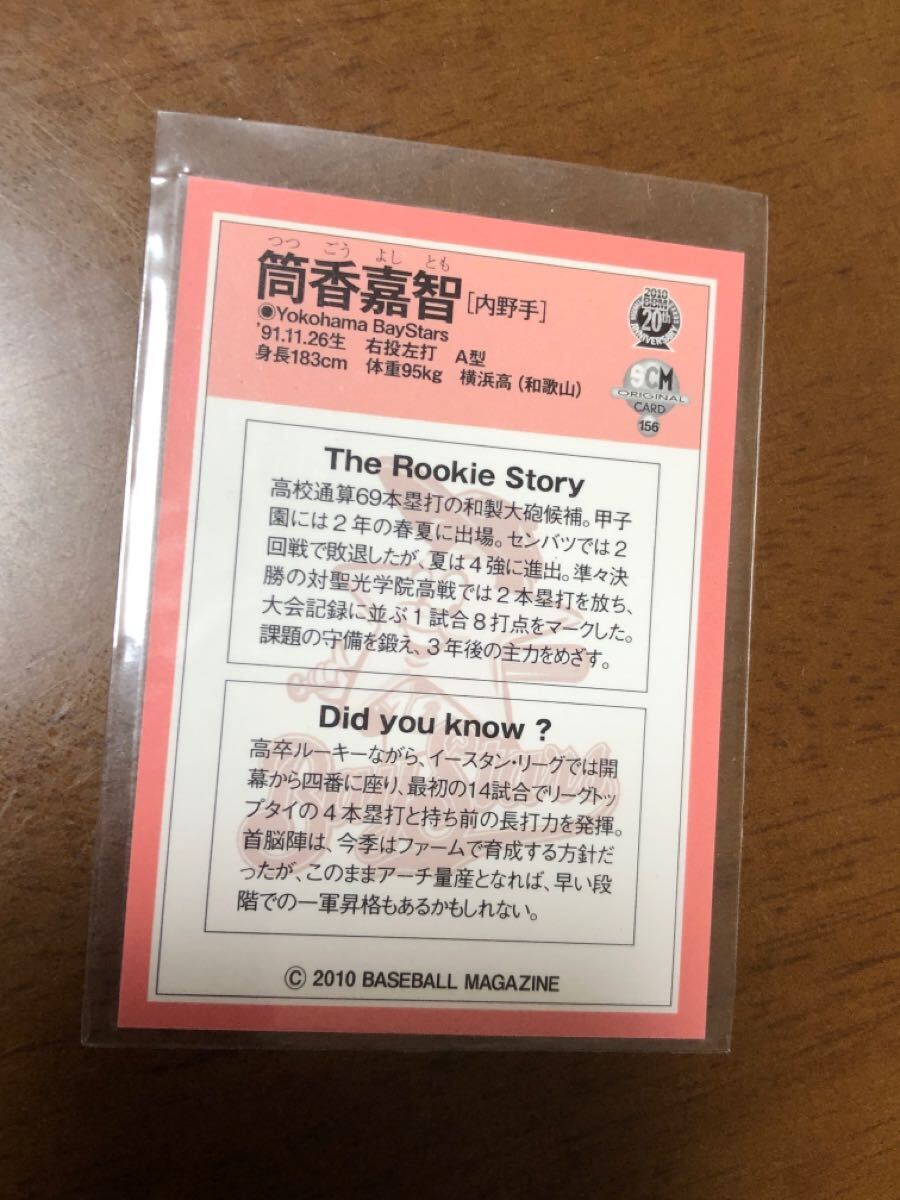 つつ ごう よし とも
筒香嘉智[内野手]
●Yokohama BayStars
'91.11.26生 右投左打 A型
身長183cm 体重95kg 横浜高(和歌山)
2010
BBM
20th
ANNIVERSARY
SCM
ORIGINAL
CARD
156
The Rookie Story
高校通算69本塁打の和製大砲候補。甲子
園には2年の春夏に出場。センバツでは2
回戦で敗退したが、夏は4強に進出。準々決
勝の対聖光学院高戦では2本塁打を放ち、
大会記録に並ぶ1試合8打点をマークした。
課題の守備を鍛え、3年後の主力をめざす。
Did you know ?
高卒ルーキーながら、イースタン・リーグでは開
幕から四番に座り、最初の14試合でリーグトッ
プタイの4本塁打と持ち前の長打力を発揮。
首脳陣は、今季はファームで育成する方針だ
ったが、このままアーチ量産となれば、早い段
階での一軍昇格もあるかもしれない。
BayStars
© 2010 BASEBALL MAGAZINE